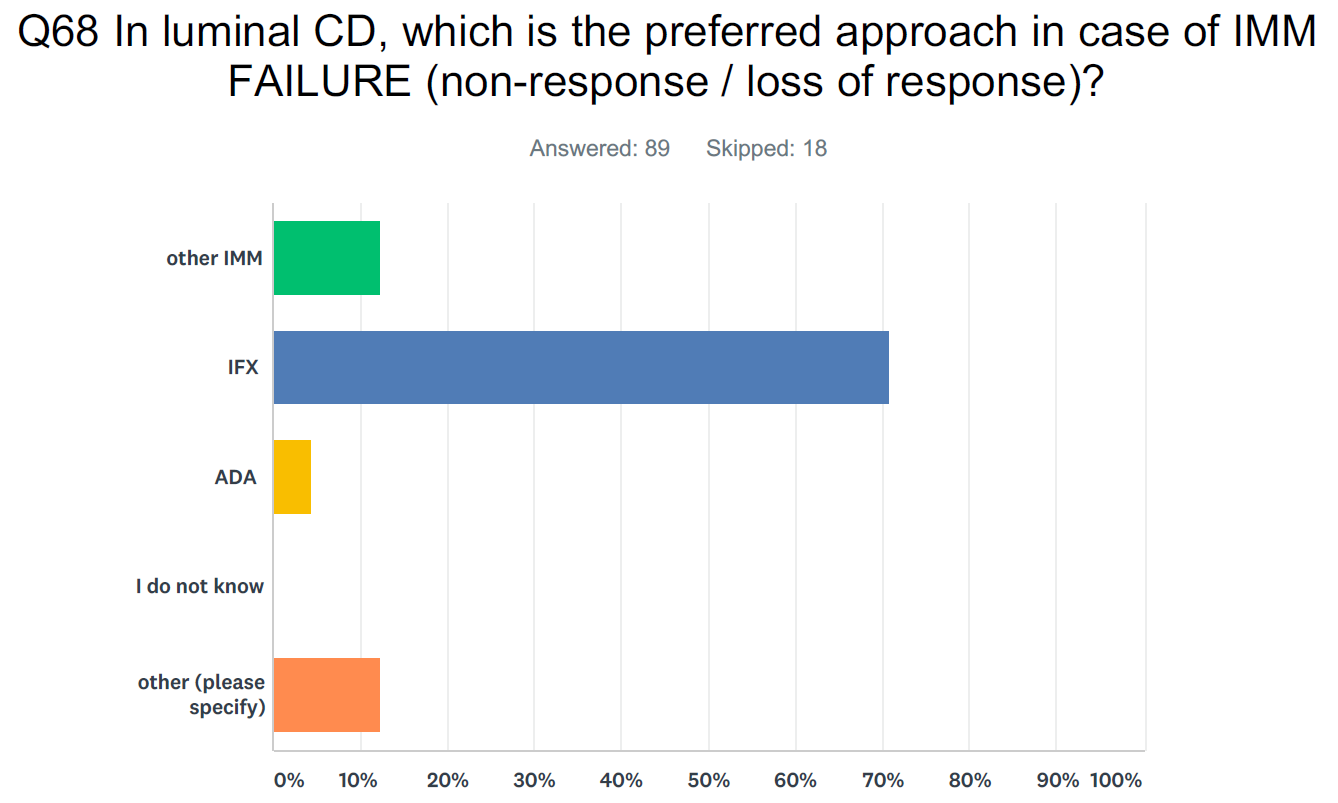 Q68 In luminal CD, which is the preferred approach in case of IMM
FAILURE (non-response / loss of response)?
Answered: 89 Skipped: 18
other IMM
IFX
ADA
I do not know
other (please
specify)
0% 10% 20% 30% 40% 50% 60% 70% 80% 90% 100%